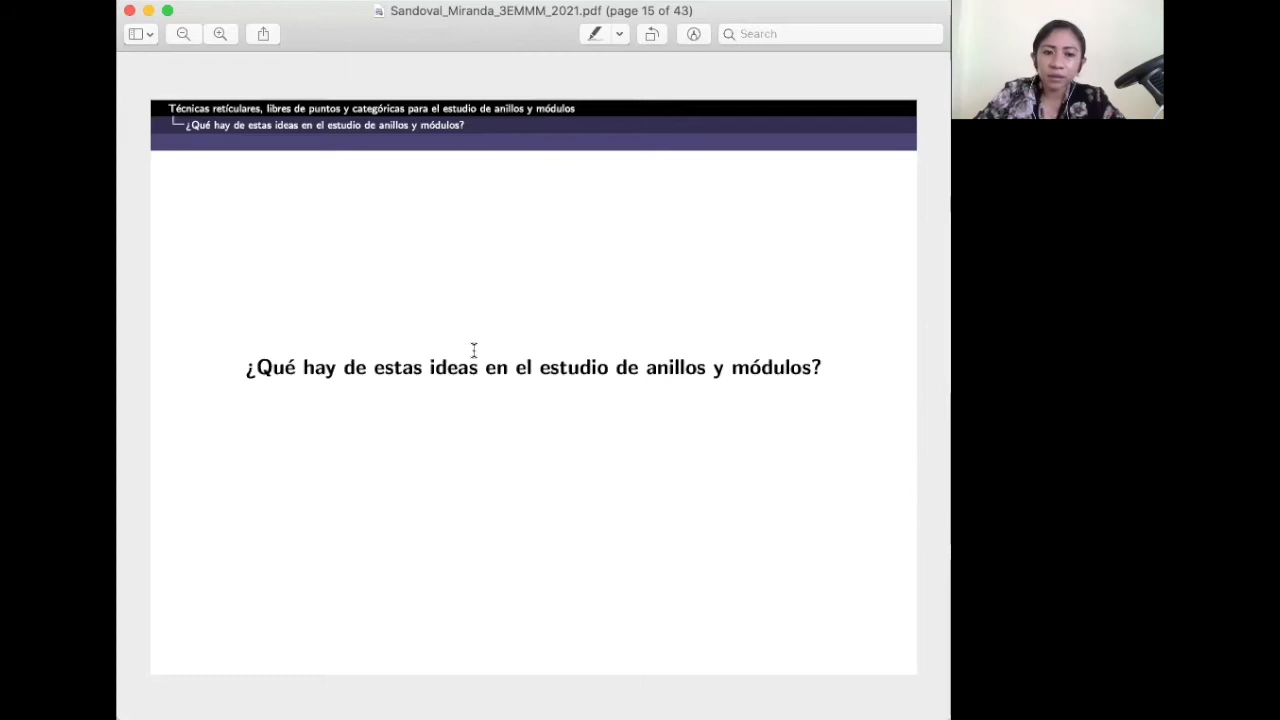 Sandoval_Miranda_3EMMM_2021.pdf (page 15 of 43)
Search
Técnicas retículares, libres de puntos y categóricas para el estudio de anillos y módulos
¿Qué hay de estas ideas en el estudio de anillos y módulos?
¿Qué hay de estas ideas en el estudio de anillos y módulos?